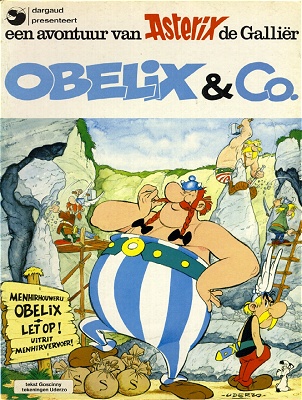 dargaud
presenteert
een avontuur van Asterix de Galliër
OBELIX & Co.
MENHIRHOUWERIJ
OBELIX
LET OP!
UITRIT
MENHIRVERVOER!
tekst Goscinny
tekeningen Uderzo
UDERZO